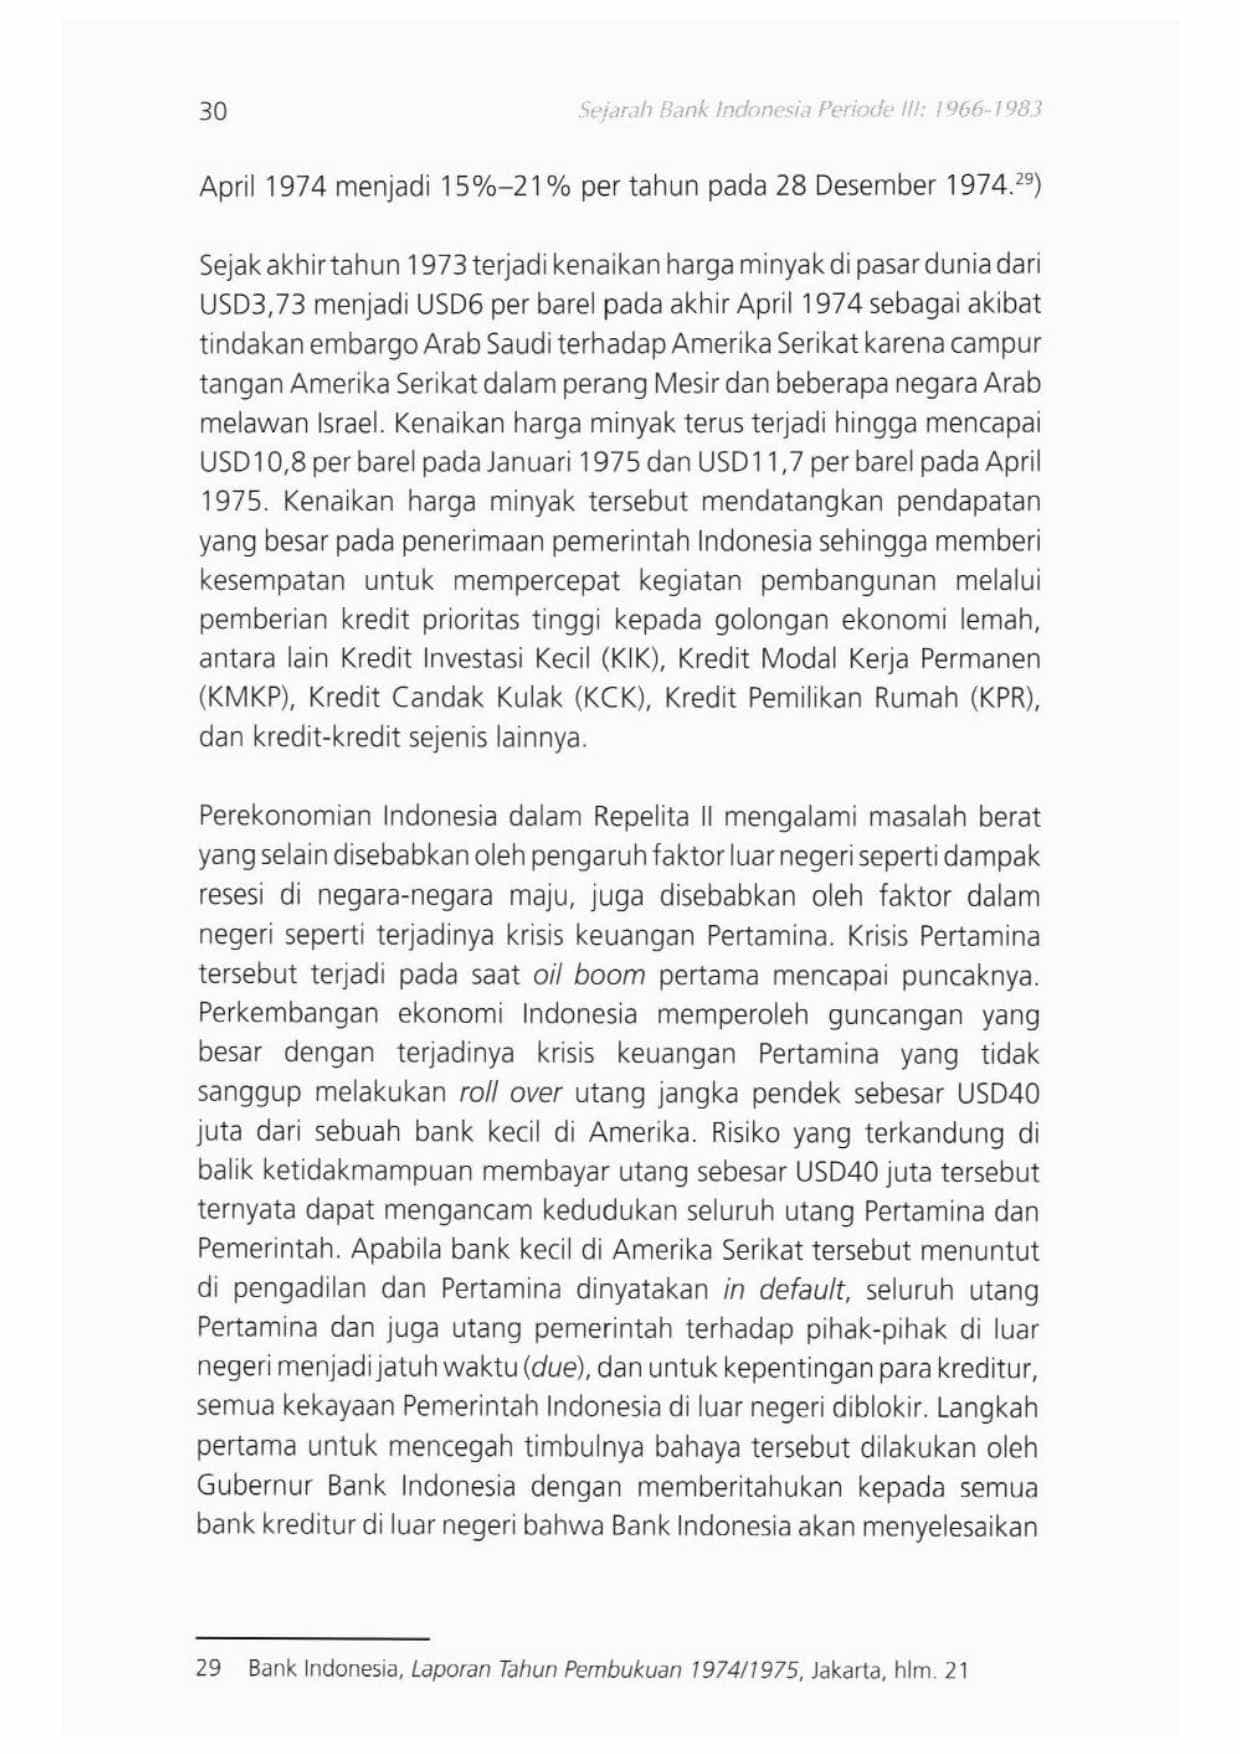 30
Sejarah Bank Indonesia Periode III: 1966-1983
April 1974 menjadi 15%–21% per tahun pada 28 Desember 1974.²⁹)
Sejak akhir tahun 1973 terjadi kenaikan harga minyak di pasar dunia dari
USD3,73 menjadi USD6 per barel pada akhir April 1974 sebagai akibat
tindakan embargo Arab Saudi terhadap Amerika Serikat karena campur
tangan Amerika Serikat dalam perang Mesir dan beberapa negara Arab
melawan Israel. Kenaikan harga minyak terus terjadi hingga mencapai
USD10,8 per barel pada Januari 1975 dan USD11,7 per barel pada April
1975. Kenaikan harga minyak tersebut mendatangkan pendapatan
yang besar pada penerimaan pemerintah Indonesia sehingga memberi
kesempatan untuk mempercepat kegiatan pembangunan melalui
pemberian kredit prioritas tinggi kepada golongan ekonomi lemah,
antara lain Kredit Investasi Kecil (KIK), Kredit Modal Kerja Permanen
(KMKP), Kredit Candak Kulak (KCK), Kredit Pemilikan Rumah (KPR),
dan kredit-kredit sejenis lainnya.
Perekonomian Indonesia dalam Repelita II mengalami masalah berat
yang selain disebabkan oleh pengaruh faktor luar negeri seperti dampak
resesi di negara-negara maju, juga disebabkan oleh faktor dalam
negeri seperti terjadinya krisis keuangan Pertamina. Krisis Pertamina
tersebut terjadi pada saat oil boom pertama mencapai puncaknya.
Perkembangan ekonomi Indonesia memperoleh guncangan yang
besar dengan terjadinya krisis keuangan Pertamina yang tidak
sanggup melakukan roll over utang jangka pendek sebesar USD40
juta dari sebuah bank kecil di Amerika. Risiko yang terkandung di
balik ketidakmampuan membayar utang sebesar USD40 juta tersebut
ternyata dapat mengancam kedudukan seluruh utang Pertamina dan
Pemerintah. Apabila bank kecil di Amerika Serikat tersebut menuntut
di pengadilan dan Pertamina dinyatakan in default, seluruh utang
Pertamina dan juga utang pemerintah terhadap pihak-pihak di luar
negeri menjadi jatuh waktu (due), dan untuk kepentingan para kreditur,
semua kekayaan Pemerintah Indonesia di luar negeri diblokir. Langkah
pertama untuk mencegah timbulnya bahaya tersebut dilakukan oleh
Gubernur Bank Indonesia dengan memberitahukan kepada semua
bank kreditur di luar negeri bahwa Bank Indonesia akan menyelesaikan
29 Bank Indonesia, Laporan Tahun Pembukuan 1974/1975, Jakarta, hlm. 21